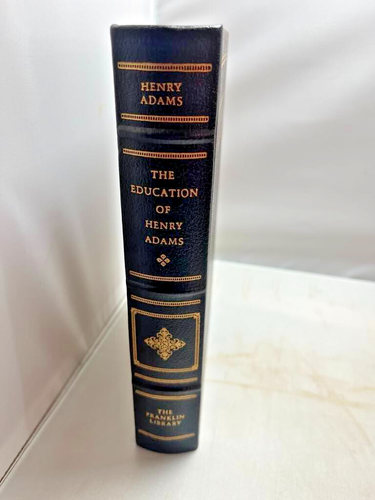 HENRY
ADAMS
THE
EDUCATION
OF
HENRY
ADAMS
THE
FRANKLIN
LIBRARY